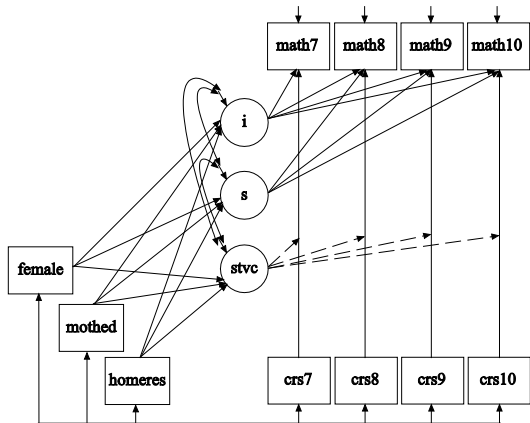 math7 math8 math9 math10
i
s
stvc
female
mothed
homeres
crs7 crs8 crs9 crs10